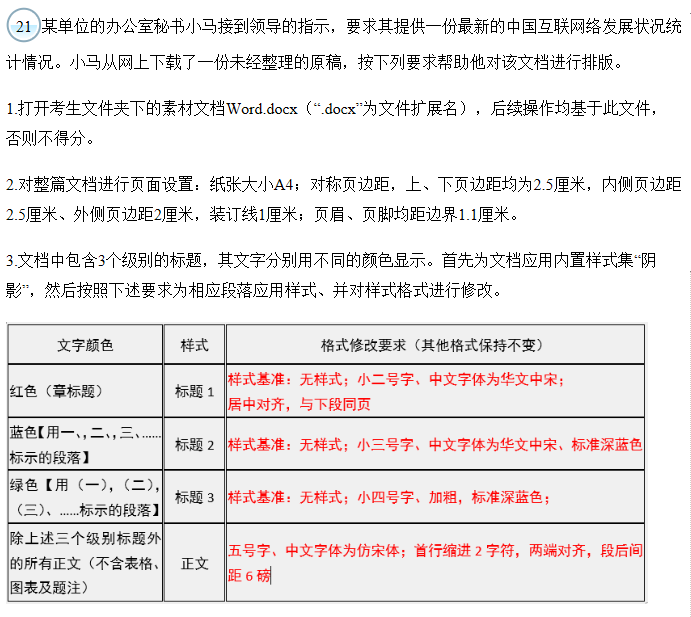 21 某单位的办公室秘书小马接到领导的指示，要求其提供一份最新的中国互联网络发展状况统
计情况。小马从网上下载了一份未经整理的原稿，按下列要求帮助他对该文档进行排版。
1.打开考生文件夹下的素材文档Word.docx（“.docx”为文件扩展名），后续操作均基于此文件，
否则不得分。
2.对整篇文档进行页面设置：纸张大小A4；对称页边距，上、下页边距均为2.5厘米，内侧页边距
2.5厘米、外侧页边距2厘米，装订线1厘米；页眉、页脚均距边界1.1厘米。
3.文档中包含3个级别的标题，其文字分别用不同的颜色显示。首先为文档应用内置样式集“阴
影”，然后按照下述要求为相应段落应用样式、并对样式格式进行修改。
文字颜色 样式 格式修改要求（其他格式保持不变）
红色（章标题） 标题 1 样式基准：无样式；小二号字、中文字体为华文中宋；
居中对齐，与下段同页
蓝色【用一、，二、，三、……
标示的段落】 标题 2 样式基准：无样式；小三号字、中文字体为华文中宋、标准深蓝色
绿色【用（一），（二），
（三）、……标示的段落】 标题 3 样式基准：无样式；小四号字、加粗，标准深蓝色；
除上述三个级别标题外
的所有正文（不含表格、
图表及题注） 正文 五号字、中文字体为仿宋体；首行缩进 2 字符，两端对齐，段后间
距 6 磅